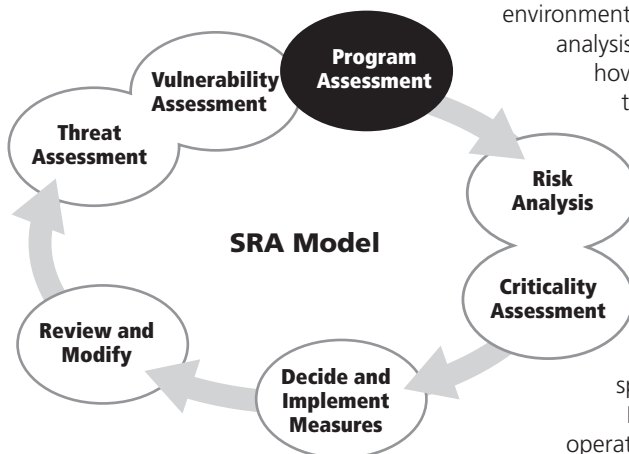 environment
analysis
how
t
Program
Assessment
Vulnerability
Assessment
Threat
Assessment
Risk
Analysis
SRA Model
Criticality
Assessment
Review and
Modify
Decide and
Implement
Measures
sp
operat